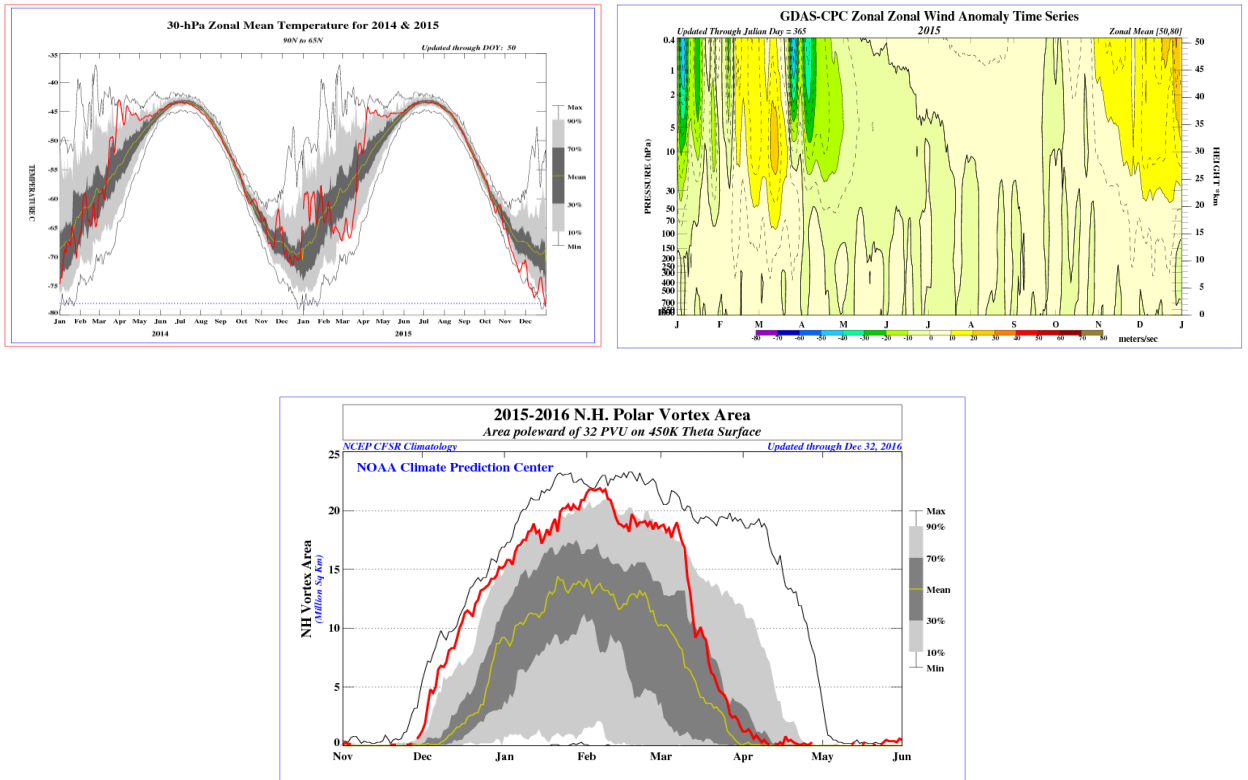 30-hPa Zonal Mean Temperature for 2014 & 2015
90N to 65N
Updated through DOY: 50
-35
-40
-45
-50
-55
-60
-65
-70
-75
-80
TEMPERATURE C
Jan Feb Mar Apr May Jun Jul Aug Sep Oct Nov Dec Jan Feb Mar Apr May Jun Jul Aug Sep Oct Nov Dec
2014 2015
Max
90%
70%
Mean
30%
10%
Min
GDAS-CPC Zonal Zonal Wind Anomaly Time Series
Updated Through Julian Day = 365 2015 Zonal Mean [50,80]
PRESSURE (hPa)
0.4
1
2
5
10
30
50
70
100
150
200
250
300
400
500
700
HEIGHT ~km
50
45
40
35
30
25
20
15
10
5
0
J F M A M J J A S O N D J
-80 -70 -60 -50 -40 -30 -20 -10 0 10 20 30 40 50 60 70 80
meters/sec
2015-2016 N.H. Polar Vortex Area
Area poleward of 32 PVU on 450K Theta Surface
NCEP CFSR Climatology Updated through Dec 32, 2016
NOAA Climate Prediction Center
NH Vortex Area
(Million Sq Km)
25
20
15
10
5
0
Nov Dec Jan Feb Mar Apr May Jun
Max
90%
70%
Mean
30%
10%
Min